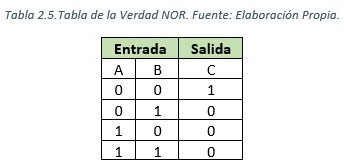 Tabla 2.5.Tabla de la Verdad NOR. Fuente: Elaboración Propia.
Entrada Salida
A B C
0 0 1
0 1 0
1 0 0
1 1 0